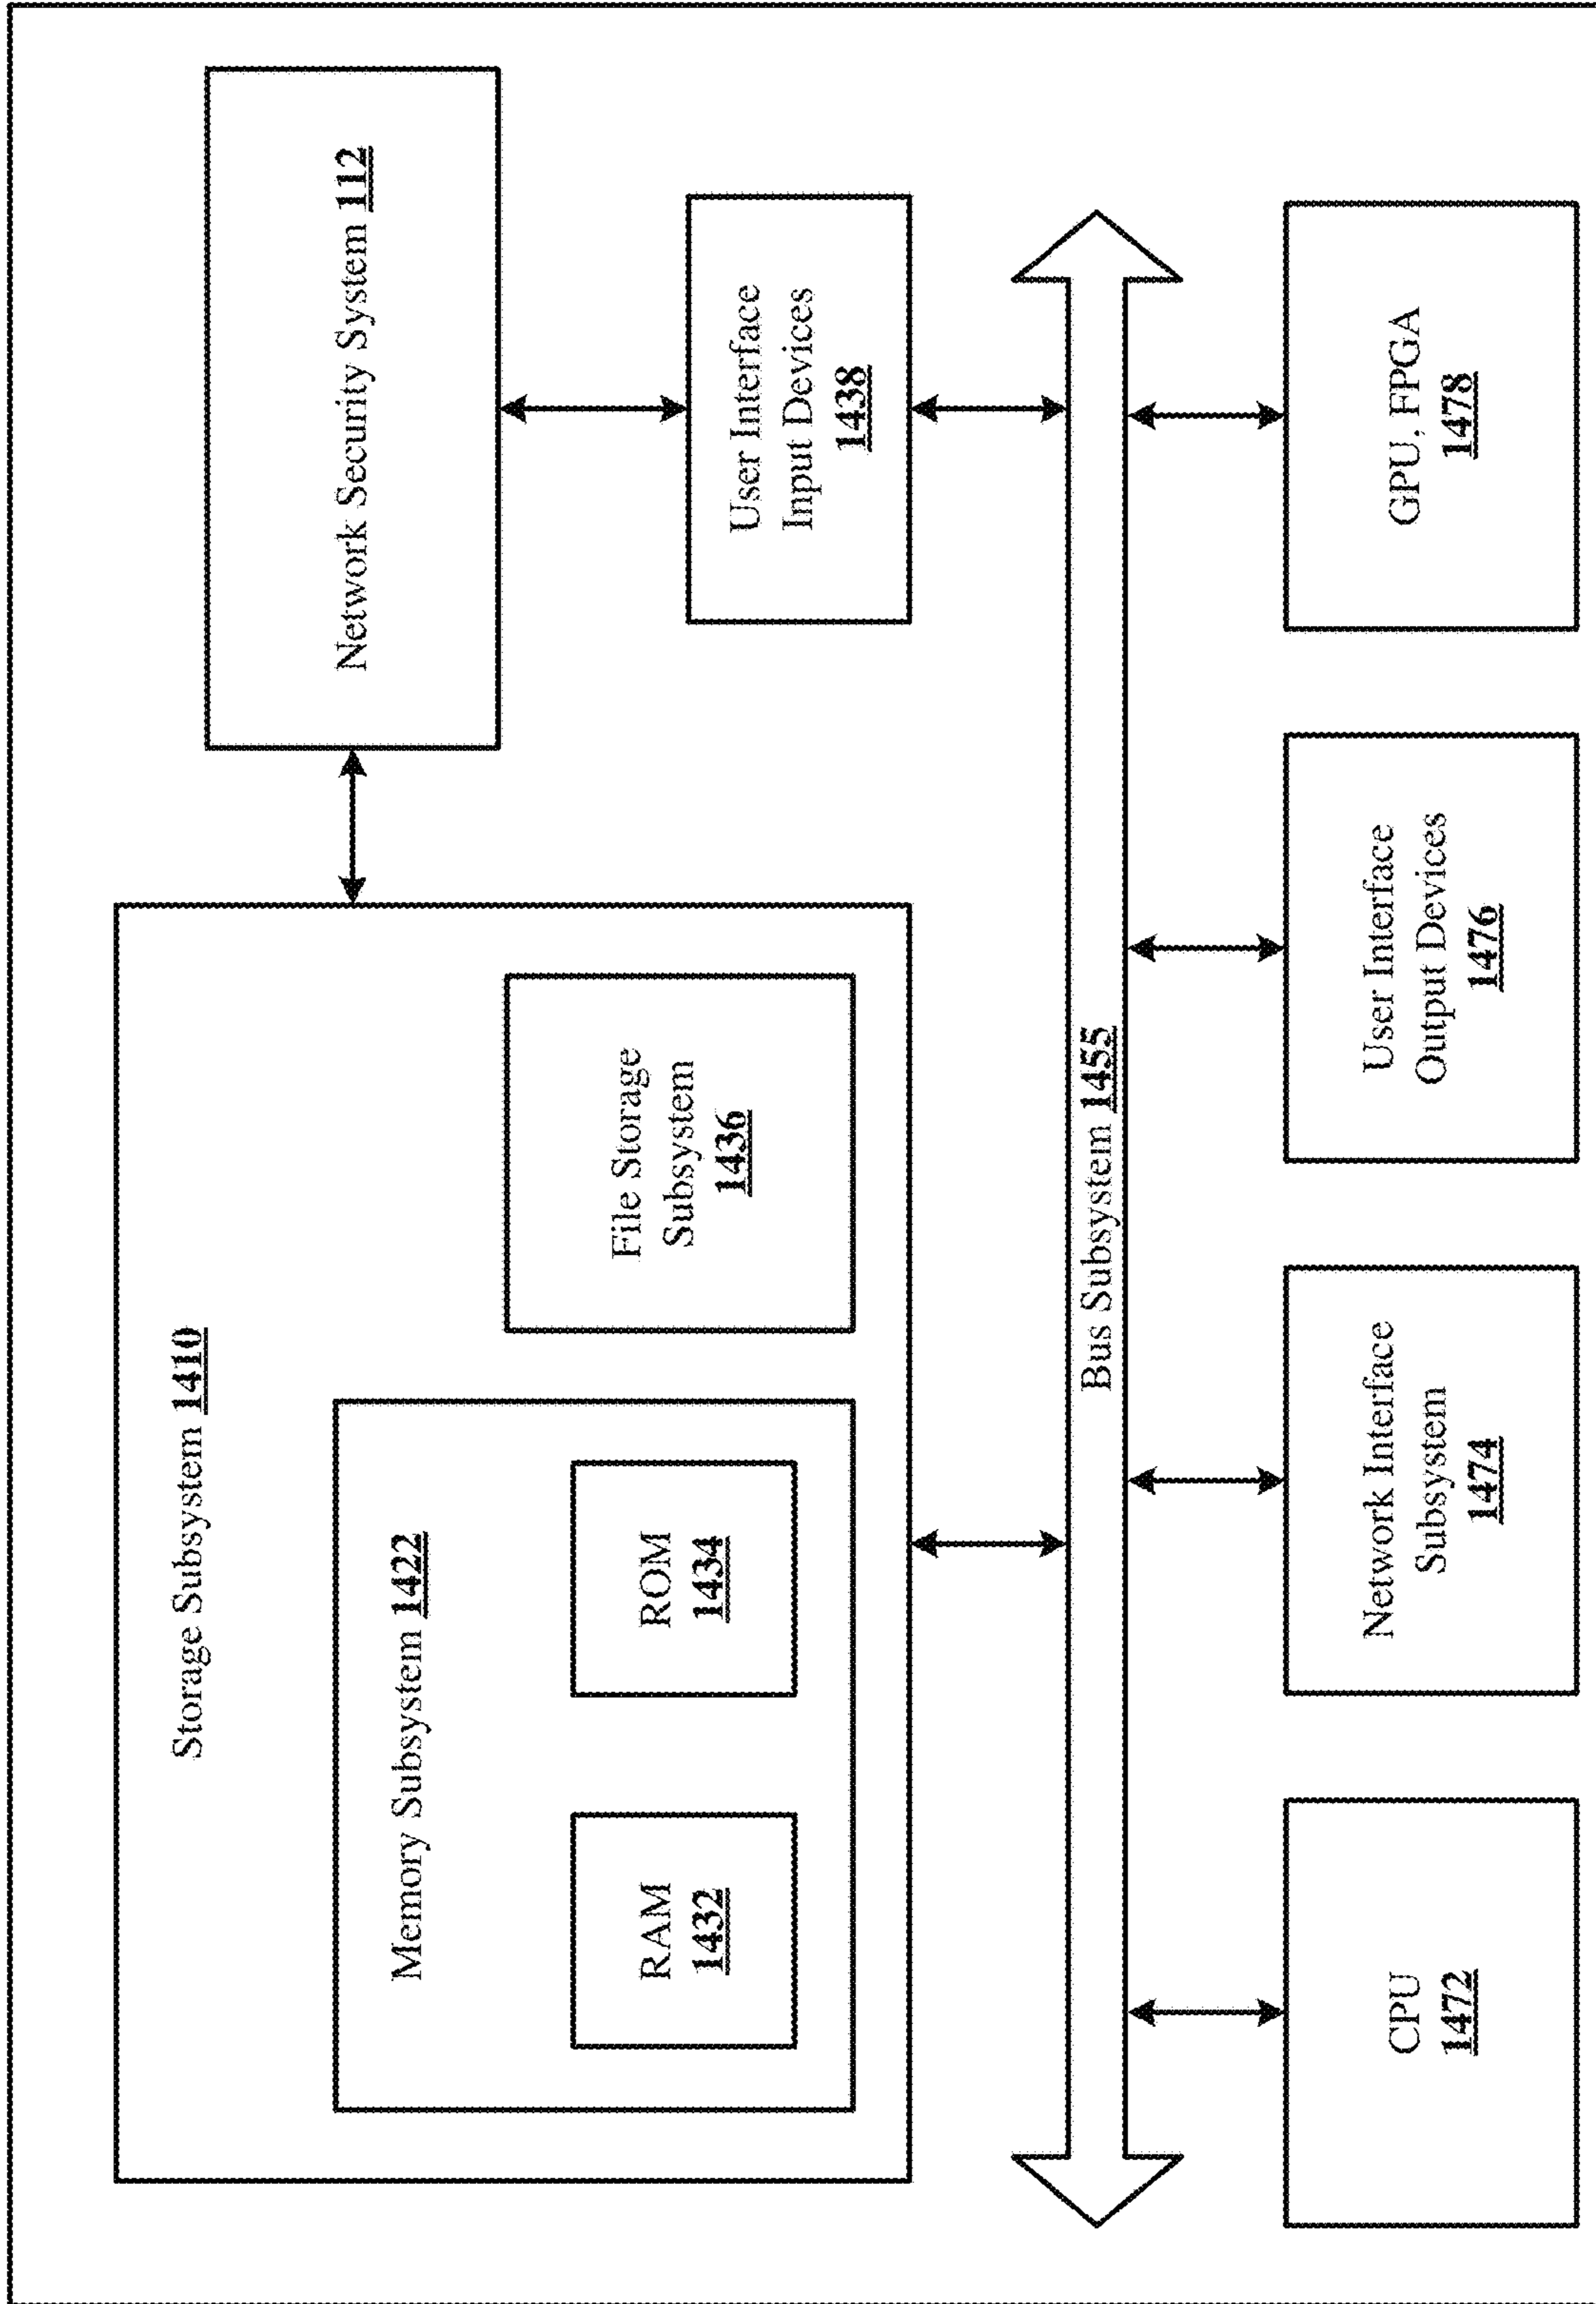 Storage Subsystem 1410
Network Security System 112
Memory Subsystem 1422
RAM
1432
ROM
1434
File Storage
Subsystem
1436
User Interface
Input Devices
1438
Bus Subsystem 1455
CPU
1472
Network Interface
Subsystem
1474
User Interface
Output Devices
1476
GPU, FPGA
1478